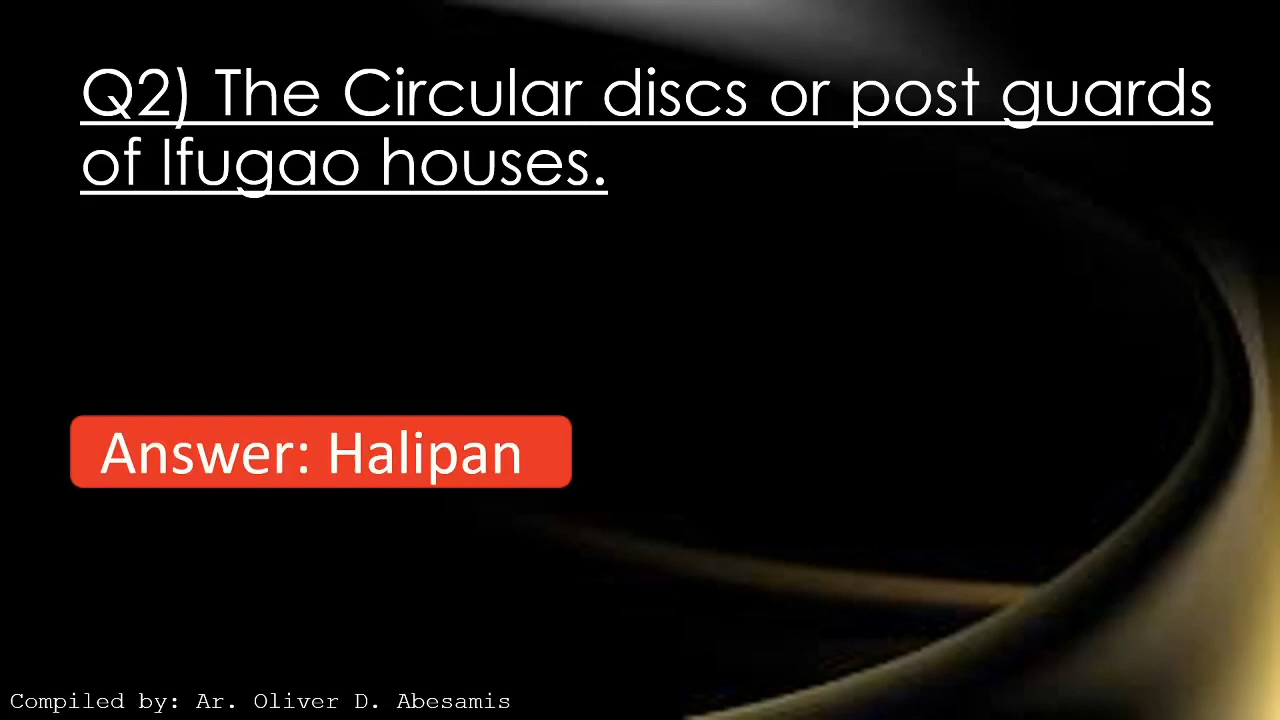 Q2) The Circular discs or post guards
of Ifugao houses.
Answer: Halipan
Compiled by: Ar. Oliver D. Abesamis